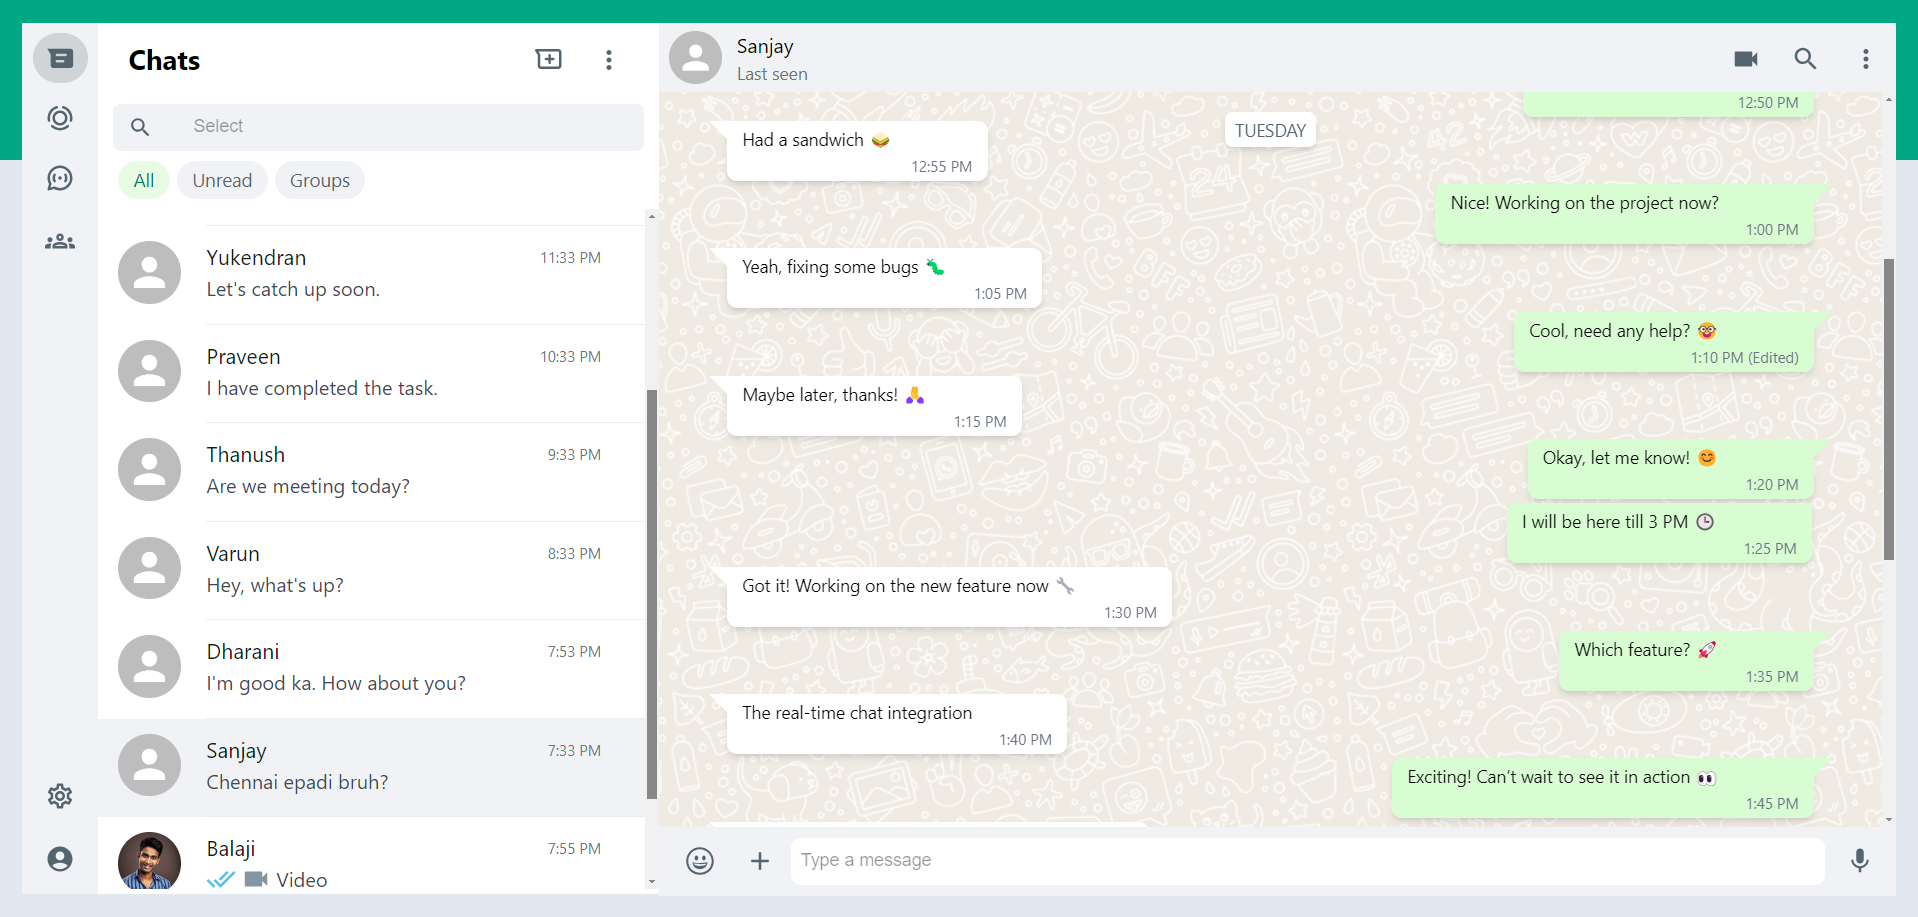 Chats
Select
All
Unread
Groups
Yukendran
11:33 PM
Let's catch up soon.
Praveen
10:33 PM
I have completed the task.
Thanush
9:33 PM
Are we meeting today?
Varun
8:33 PM
Hey, what's up?
Dharani
7:53 PM
I'm good ka. How about you?
Sanjay
7:33 PM
Chennai epadi bruh?
Balaji
7:55 PM
Video
Sanjay
Last seen
12:50 PM
TUESDAY
Had a sandwich 🥪
12:55 PM
Nice! Working on the project now?
1:00 PM
Yeah, fixing some bugs 🐛
1:05 PM
Cool, need any help? 🤓
1:10 PM (Edited)
Maybe later, thanks! 🙏
1:15 PM
Okay, let me know! 😊
1:20 PM
I will be here till 3 PM 🕒
1:25 PM
Got it! Working on the new feature now 🔧
1:30 PM
Which feature? 🚀
1:35 PM
The real-time chat integration
1:40 PM
Exciting! Can’t wait to see it in action 👀
1:45 PM
Type a message